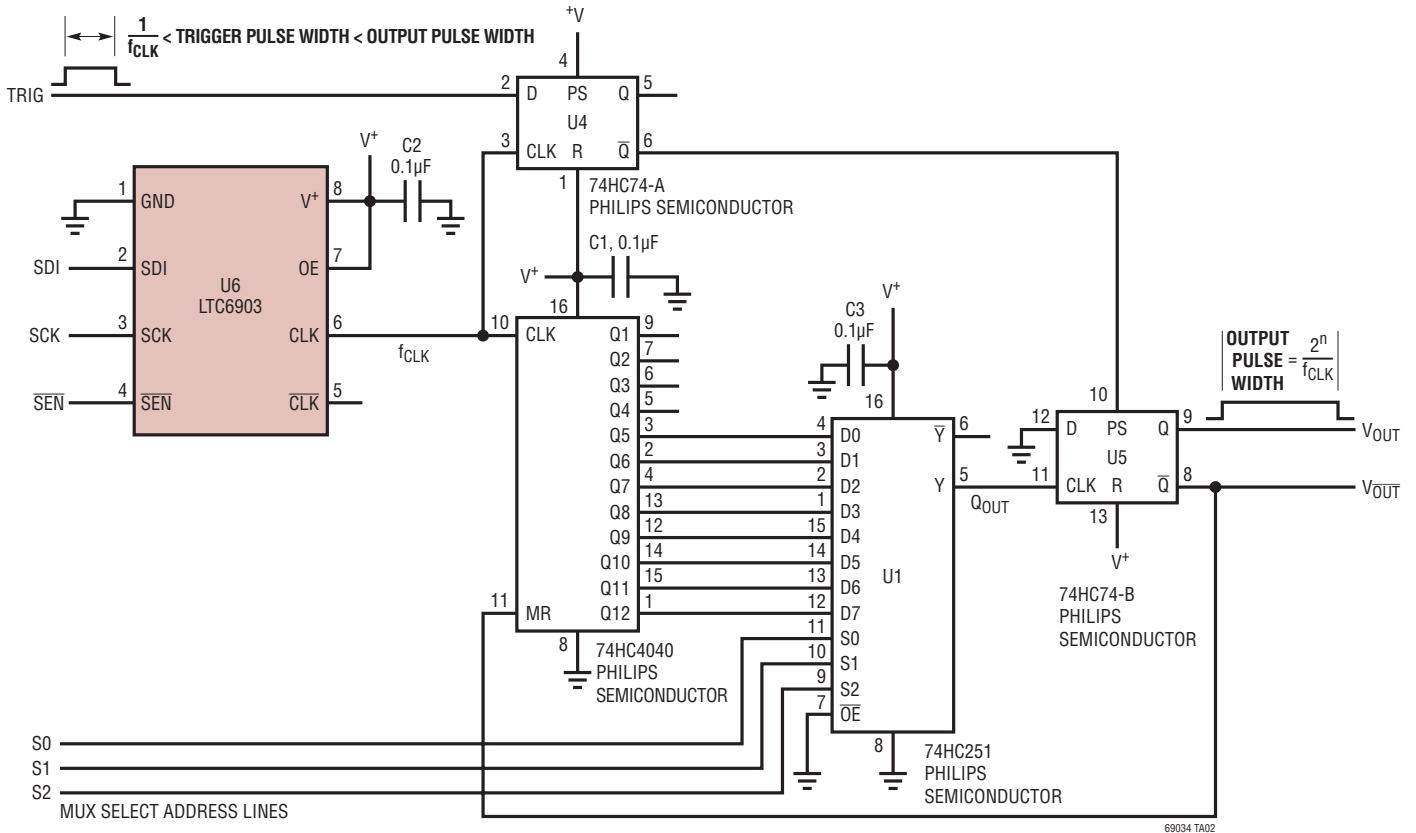 1
fCLK < TRIGGER PULSE WIDTH < OUTPUT PULSE WIDTH
TRIG
+V
4
2 D PS Q 5
U4
3 CLK R Q̅ 6
1
74HC74-A
PHILIPS SEMICONDUCTOR
V+
C2
0.1µF
1 GND V+ 8
SDI 2 SDI OE 7
U6
LTC6903
SCK 3 SCK CLK 6
fCLK
S̅E̅N̅ 4 S̅E̅N̅ C̅L̅K̅ 5
C1, 0.1µF
V+
16
10 CLK Q1 9
Q2 7
Q3 6
Q4 5
Q5 3
Q6 2
Q7 4
Q8 13
Q9 12
Q10 14
Q11 15
11 MR Q12 1
8
74HC4040
PHILIPS
SEMICONDUCTOR
V+
C3
0.1µF
16
4 D0 Y̅ 6
3 D1
2 D2 Y 5
QOUT
1 D3
15 D4
14 D5
U1
13 D6
12 D7
11 S0
10 S1
9 S2
7 O̅E̅
8
74HC251
PHILIPS
SEMICONDUCTOR
OUTPUT
PULSE = 2n
WIDTH fCLK
10
12 D PS Q 9
VOUT
U5
11 CLK R Q̅ 8
VO̅U̅T̅
13
V+
74HC74-B
PHILIPS
SEMICONDUCTOR
S0
S1
S2
MUX SELECT ADDRESS LINES
69034 TA02